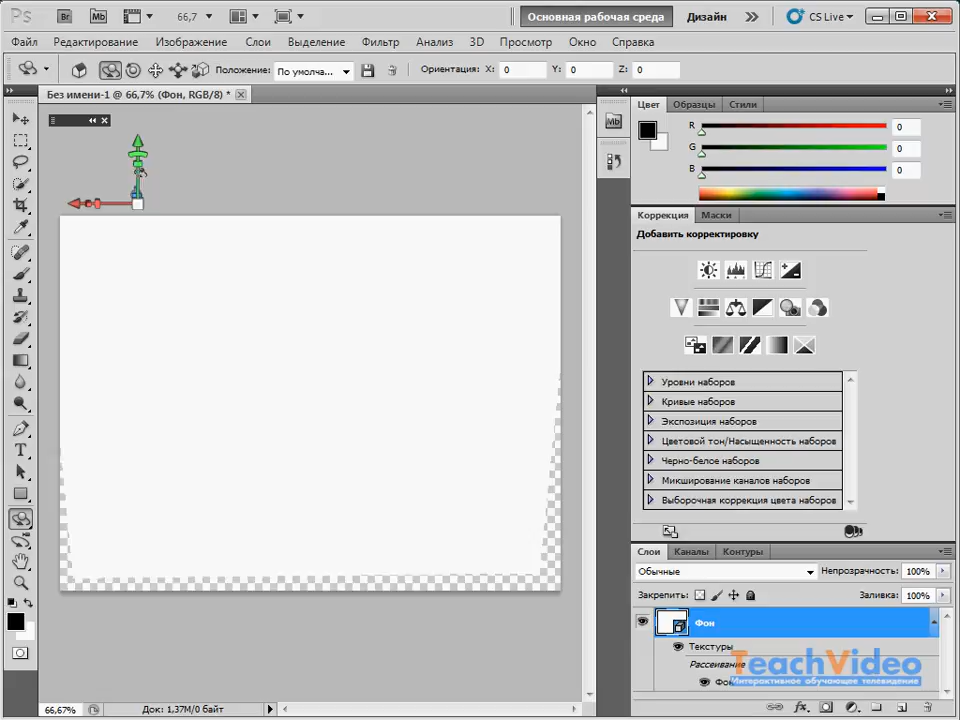 Ps Br Mb 66,7 Основная рабочая среда Дизайн CS Live
Файл Редактирование Изображение Слои Выделение Фильтр Анализ 3D Просмотр Окно Справка
Положение: По умолча... Ориентация: X: 0 Y: 0 Z: 0
Без имени-1 @ 66,7% (Фон, RGB/8) *
Mb
Цвет Образцы Стили
R 0
G 0
B 0
Коррекция Маски
Добавить корректировку
Уровни наборов
Кривые наборов
Экспозиция наборов
Цветовой тон/Насыщенность наборов
Черно-белое наборов
Микширование каналов наборов
Выборочная коррекция цвета наборов
T
Слои Каналы Контуры
Обычные Непрозрачность: 100%
Закрепить: Заливка: 100%
Фон
Текстуры
Рассеивание
Фон
TeachVideo
Интерактивное обучающее телевидение
66,67% Док: 1,37M/0 байт
fx